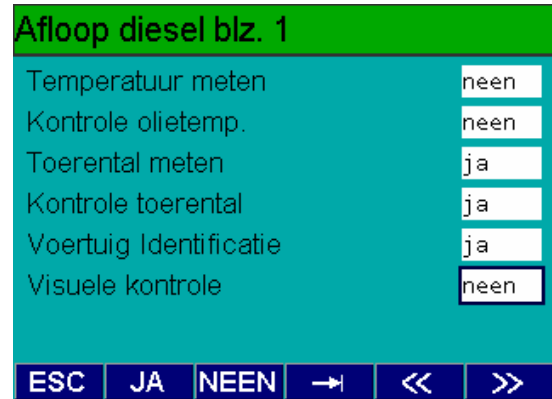 Afloop diesel blz. 1
Temperatuur meten neen
Kontrole olietemp. neen
Toerental meten ja
Kontrole toerental ja
Voertuig Identificatie ja
Visuele kontrole neen
ESC JA NEEN →| << >>